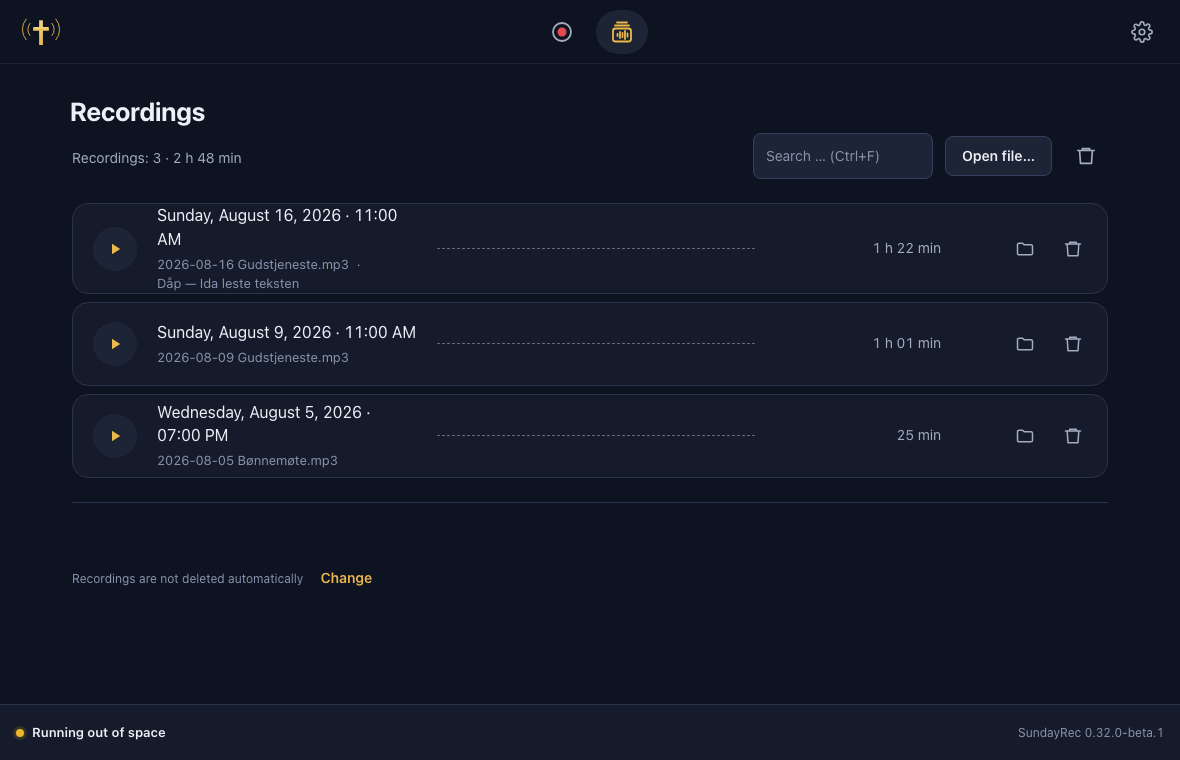 Recordings
Recordings: 3 · 2 h 48 min
Search ... (Ctrl+F)
Open file...
Sunday, August 16, 2026 · 11:00
AM
2026-08-16 Gudstjeneste.mp3 ·
Dåp — Ida leste teksten
1 h 22 min
Sunday, August 9, 2026 · 11:00 AM
2026-08-09 Gudstjeneste.mp3
1 h 01 min
Wednesday, August 5, 2026 ·
07:00 PM
2026-08-05 Bønnemøte.mp3
25 min
Recordings are not deleted automatically
Change
Running out of space
SundayRec 0.32.0-beta.1